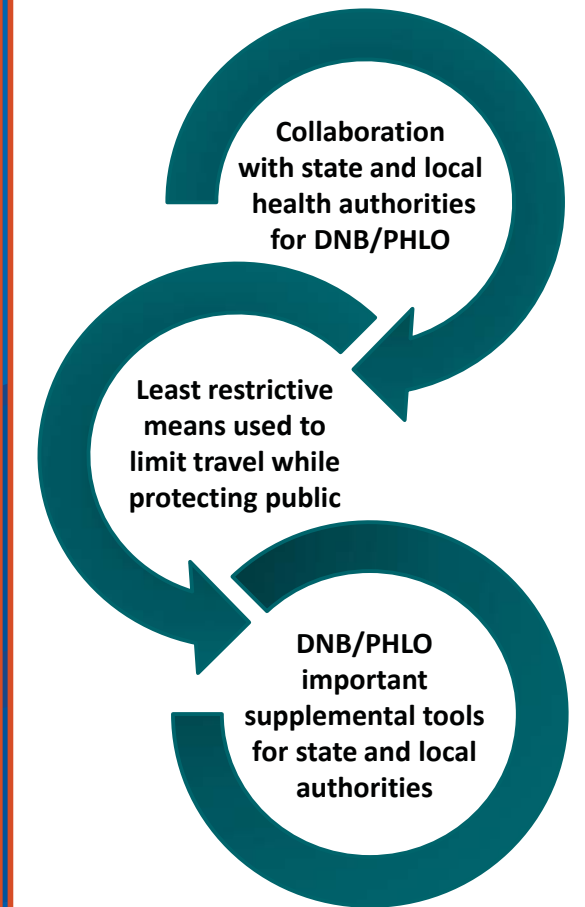 Collaboration
with state and local
health authorities
for DNB/PHLO
Least restrictive
means used to
limit travel while
protecting public
DNB/PHLO
important
supplemental tools
for state and local
authorities